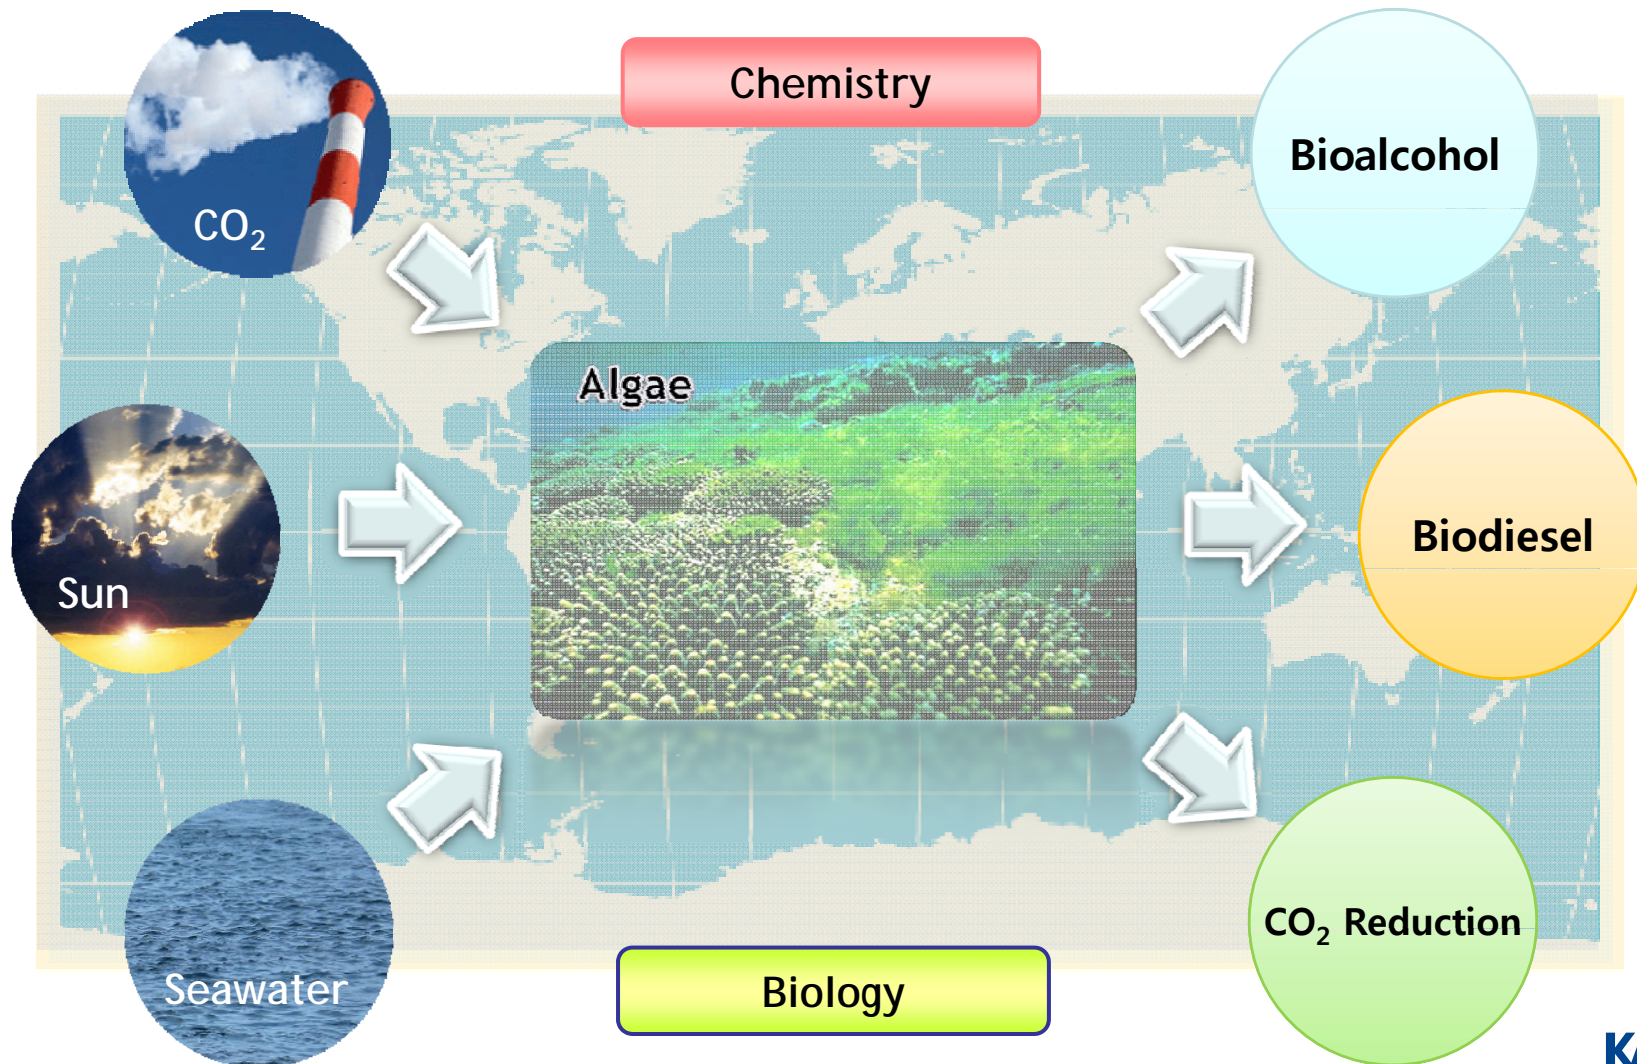 Chemistry
CO₂
Bioalcohol
Algae
Sun
Biodiesel
Seawater
CO₂ Reduction
Biology